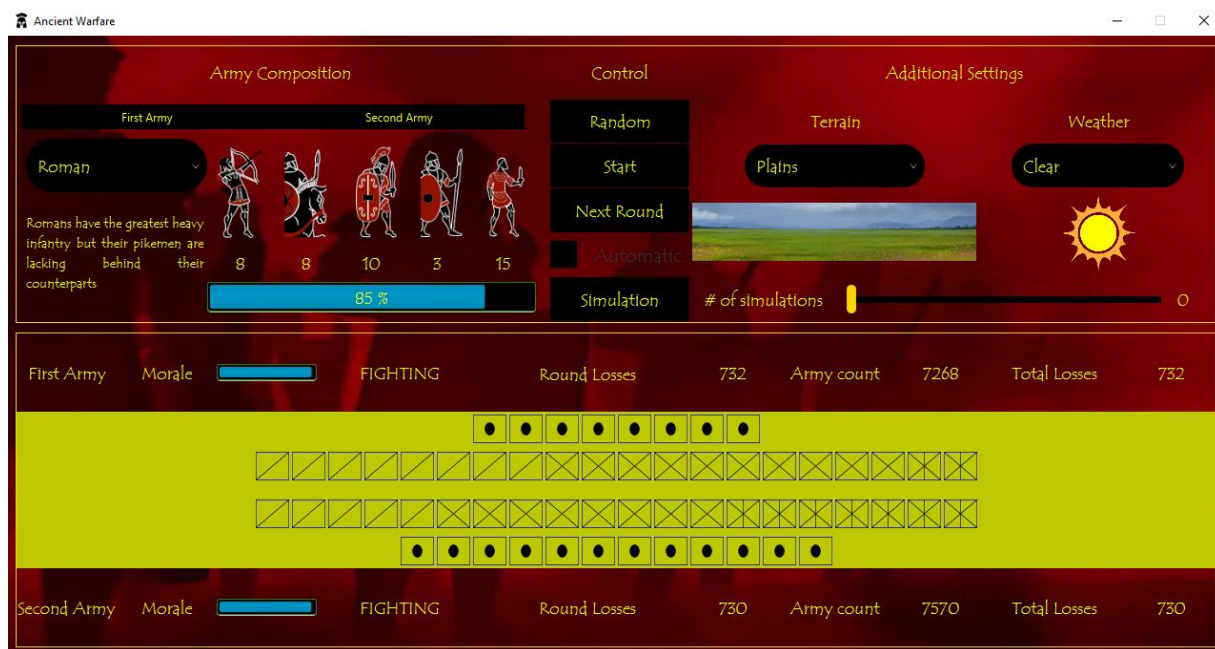 Ancient Warfare
Army Composition
Control
Additional Settings
First Army
Second Army
Random
Terrain
Weather
Roman
Start
Plains
Clear
Romans have the greatest heavy
infantry but their pikemen are
lacking behind their
counterparts
Next Round
8 8 10 3 15
Automatic
85 %
Simulation
# of simulations
0
First Army Morale FIGHTING Round Losses 732 Army count 7268 Total Losses 732
Second Army Morale FIGHTING Round Losses 730 Army count 7570 Total Losses 730